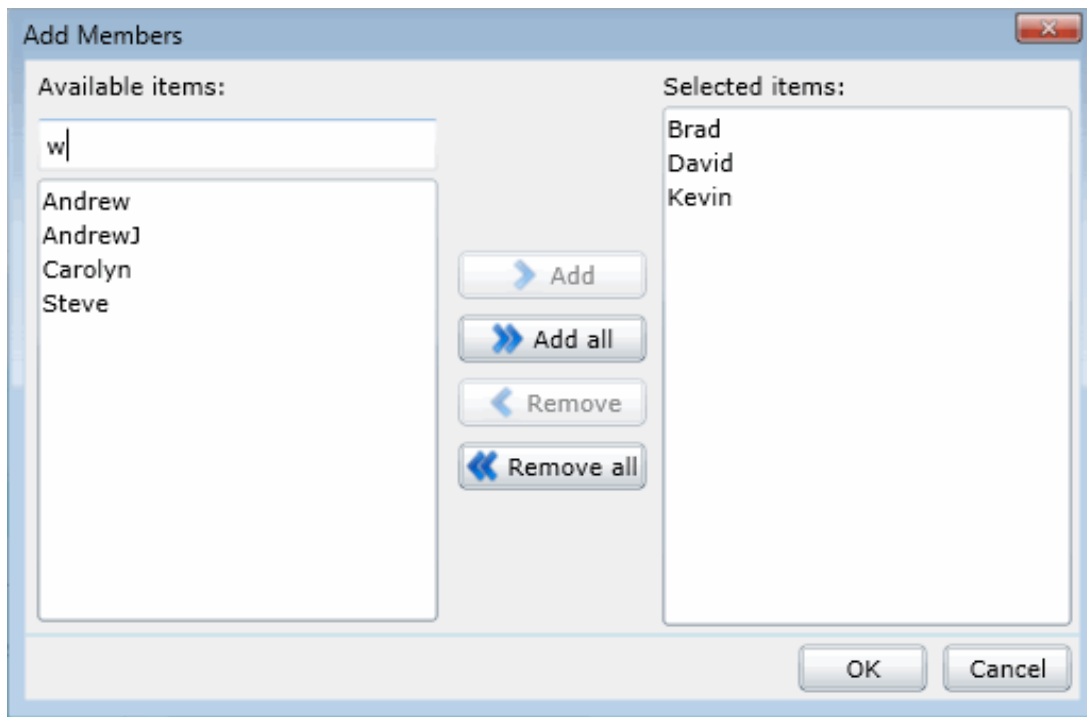 Add Members
Available items:
w
Andrew
AndrewJ
Carolyn
Steve
Add
Add all
Remove
Remove all
Selected items:
Brad
David
Kevin
OK
Cancel